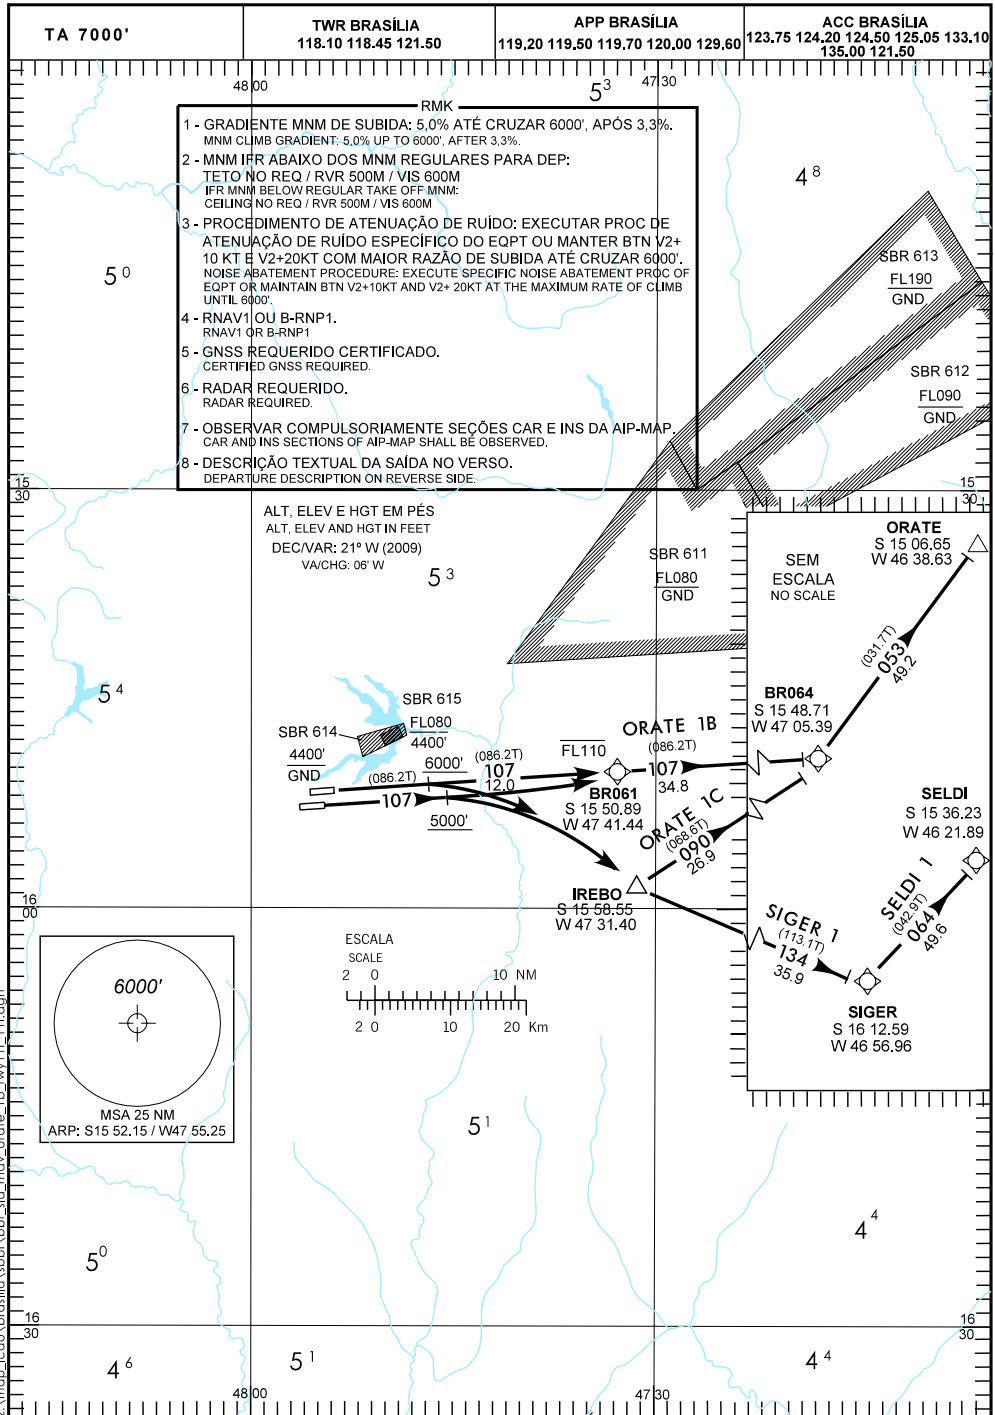 TA 7000'
TWR BRASÍLIA
118.10 118.45 121.50
APP BRASÍLIA
119.20 119.50 119.70 120.00 129.60
ACC BRASÍLIA
123.75 124.20 124.50 125.05 133.10
135.00 121.50
48 00
47 30
5 3
4 8
RMK
1 - GRADIENTE MNM DE SUBIDA: 5,0% ATÉ CRUZAR 6000', APÓS 3,3%.
MNM CLIMB GRADIENT: 5,0% UP TO 6000', AFTER 3,3%.
2 - MNM IFR ABAIXO DOS MNM REGULARES PARA DEP:
TETO NO REQ / RVR 500M / VIS 600M
IFR MNM BELOW REGULAR TAKE OFF MNM:
CEILING NO REQ / RVR 500M / VIS 600M
3 - PROCEDIMENTO DE ATENUAÇÃO DE RUÍDO: EXECUTAR PROC DE
ATENUAÇÃO DE RUÍDO ESPECÍFICO DO EQPT OU MANTER BTN V2+
10 KT E V2+20KT COM MAIOR RAZÃO DE SUBIDA ATÉ CRUZAR 6000'.
NOISE ABATEMENT PROCEDURE: EXECUTE SPECIFIC NOISE ABATEMENT PROC OF
EQPT OR MAINTAIN BTN V2+10KT AND V2+ 20KT AT THE MAXIMUM RATE OF CLIMB
UNTIL 6000'.
4 - RNAV1 OU B-RNP1.
RNAV1 OR B-RNP1
5 - GNSS REQUERIDO CERTIFICADO.
CERTIFIED GNSS REQUIRED.
6 - RADAR REQUERIDO.
RADAR REQUIRED.
7 - OBSERVAR COMPULSORIAMENTE SEÇÕES CAR E INS DA AIP-MAP.
CAR AND INS SECTIONS OF AIP-MAP SHALL BE OBSERVED.
8 - DESCRIÇÃO TEXTUAL DA SAÍDA NO VERSO.
DEPARTURE DESCRIPTION ON REVERSE SIDE.
5 0
SBR 613
FL190
GND
SBR 612
FL090
GND
15
30
15
30
ALT, ELEV E HGT EM PÉS
ALT, ELEV AND HGT IN FEET
DEC/VAR: 21º W (2009)
VA/CHG: 06' W
5 3
SBR 611
FL080
GND
SEM
ESCALA
NO SCALE
ORATE
S 15 06.65
W 46 38.63
(031.7T)
053
49.2
5 4
SBR 615
FL080
4400'
SBR 614
4400'
GND
BR064
S 15 48.71
W 47 05.39
ORATE 1B
(086.2T)
107
34.8
FL110
(086.2T)
6000'
107
12.0
107
5000'
BR061
S 15 50.89
W 47 41.44
ORATE 1C
(068.6T)
090
26.9
SELDI
S 15 36.23
W 46 21.89
IREBO
S 15 58.55
W 47 31.40
SELDI 1
(042.9T)
064
49.6
SIGER 1
(113.1T)
134
35.9
SIGER
S 16 12.59
W 46 56.96
16
00
6000'
MSA 25 NM
ARP: S15 52.15 / W47 55.25
ESCALA
SCALE
2 0 10 NM
2 0 10 20 Km
5 1
4 4
5 0
16
30
16
30
4 6
5 1
4 4
48 00
47 30